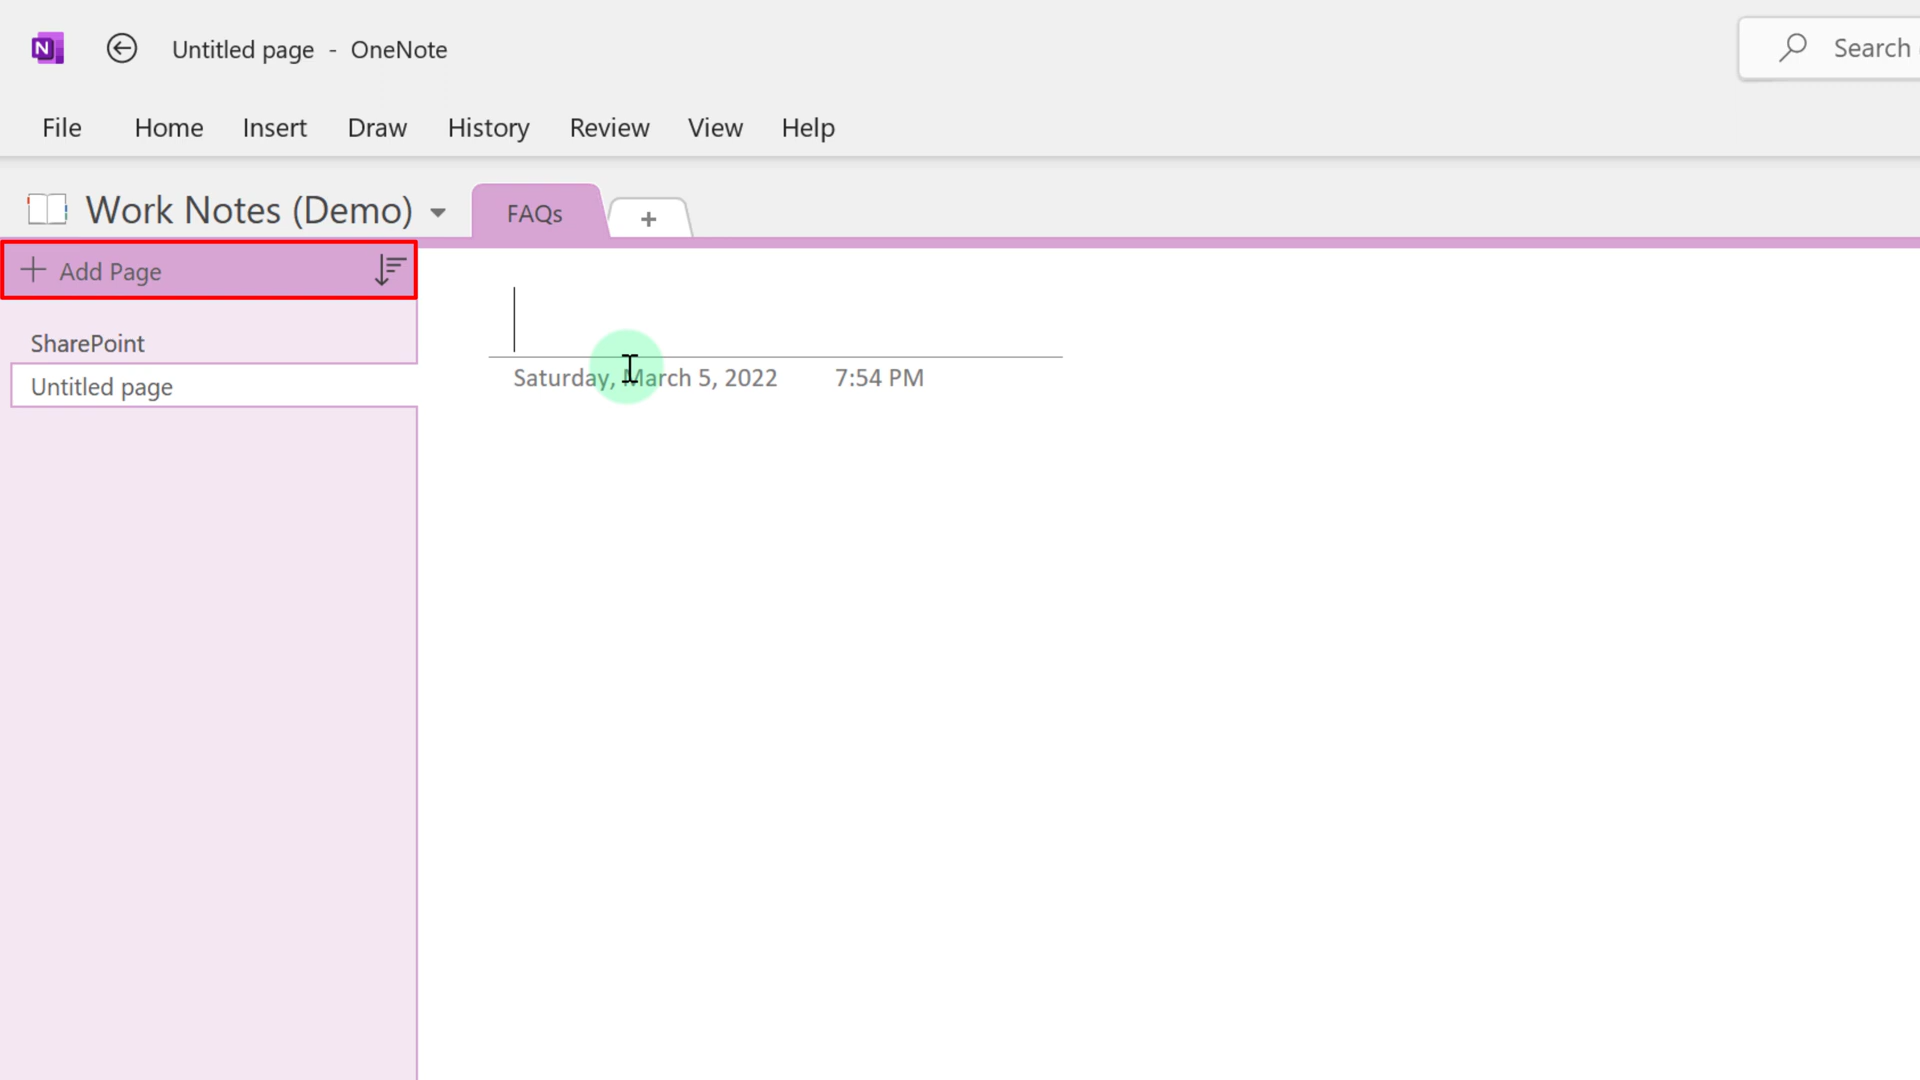 N Untitled page - OneNote
Search
File Home Insert Draw History Review View Help
Work Notes (Demo) FAQs +
+ Add Page
SharePoint
Untitled page
Saturday, March 5, 2022 7:54 PM